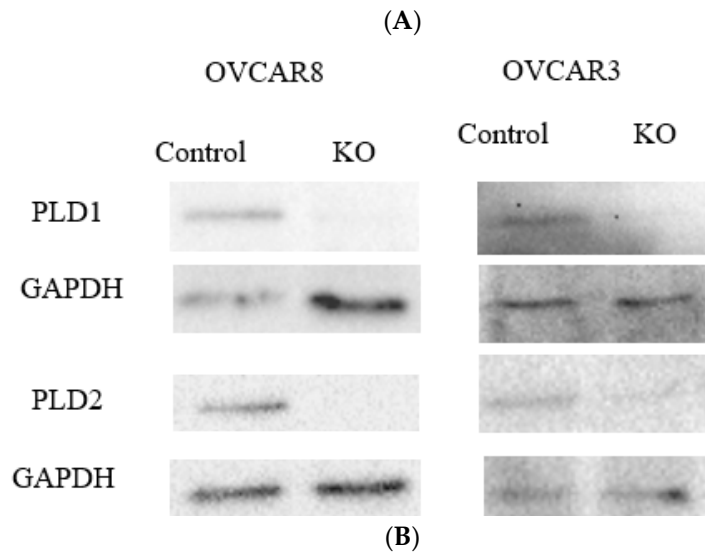 (A)
OVCAR8 OVCAR3
Control KO Control KO
PLD1
GAPDH
PLD2
GAPDH
(B)